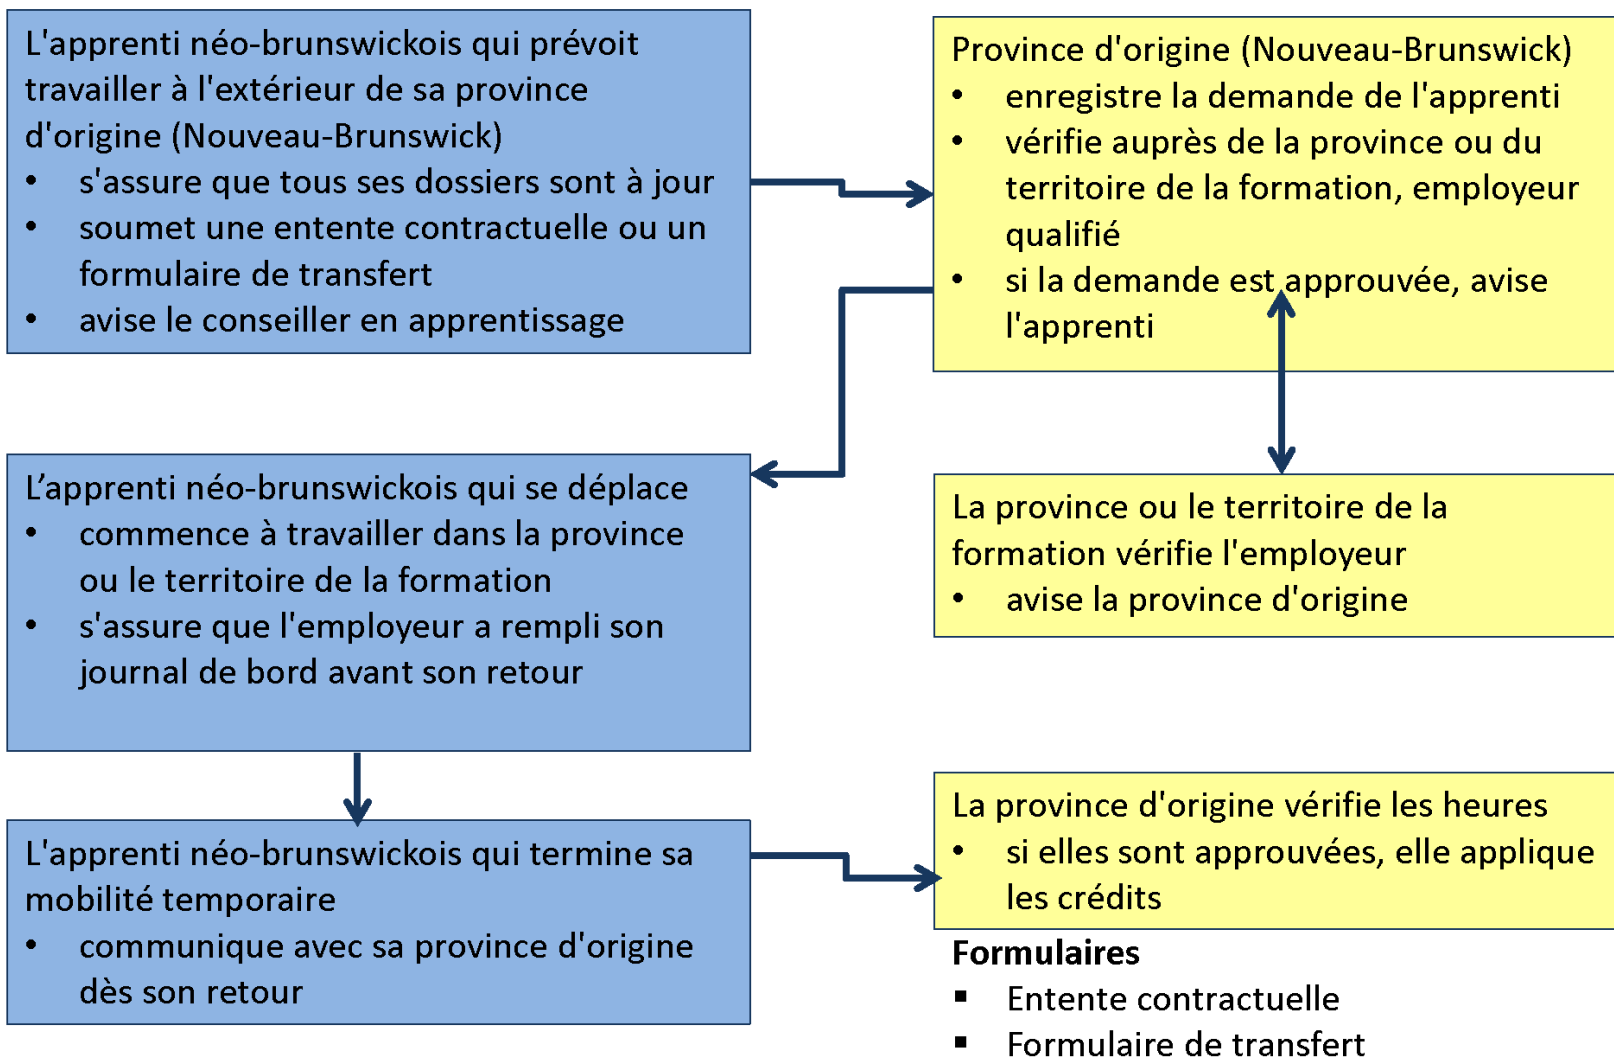 L'apprenti néo-brunswickois qui prévoit
travailler à l'extérieur de sa province
d'origine (Nouveau-Brunswick)
• s'assure que tous ses dossiers sont à jour
• soumet une entente contractuelle ou un
formulaire de transfert
• avise le conseiller en apprentissage
Province d'origine (Nouveau-Brunswick)
• enregistre la demande de l'apprenti
• vérifie auprès de la province ou du
territoire de la formation, employeur
qualifié
• si la demande est approuvée, avise
l'apprenti
L’apprenti néo-brunswickois qui se déplace
• commence à travailler dans la province
ou le territoire de la formation
• s'assure que l'employeur a rempli son
journal de bord avant son retour
La province ou le territoire de la
formation vérifie l'employeur
• avise la province d'origine
L'apprenti néo-brunswickois qui termine sa
mobilité temporaire
• communique avec sa province d'origine
dès son retour
La province d'origine vérifie les heures
• si elles sont approuvées, elle applique
les crédits
Formulaires
▪ Entente contractuelle
▪ Formulaire de transfert